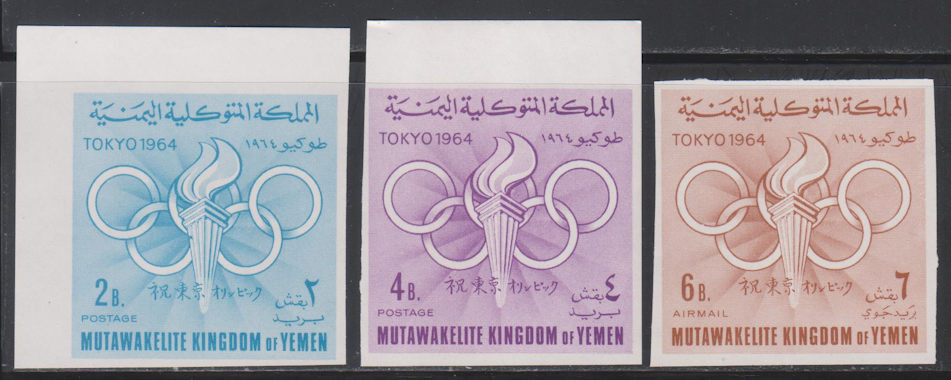 المملكة المتوكلية اليمنية
TOKYO 1964 طوكيو ١٩٦٤
2 B. 祝東京オリンピック ٢ بقش
POSTAGE بريد
MUTAWAKELITE KINGDOM OF YEMEN
المملكة المتوكلية اليمنية
TOKYO 1964 طوكيو ١٩٦٤
4 B. 祝東京オリンピック ٤ بقش
POSTAGE بريد
MUTAWAKELITE KINGDOM OF YEMEN
المملكة المتوكلية اليمنية
TOKYO 1964 طوكيو ١٩٦٤
6 B. 祝東京オリンピック ٦ بقش
AIRMAIL بريد جوي
MUTAWAKELITE KINGDOM OF YEMEN